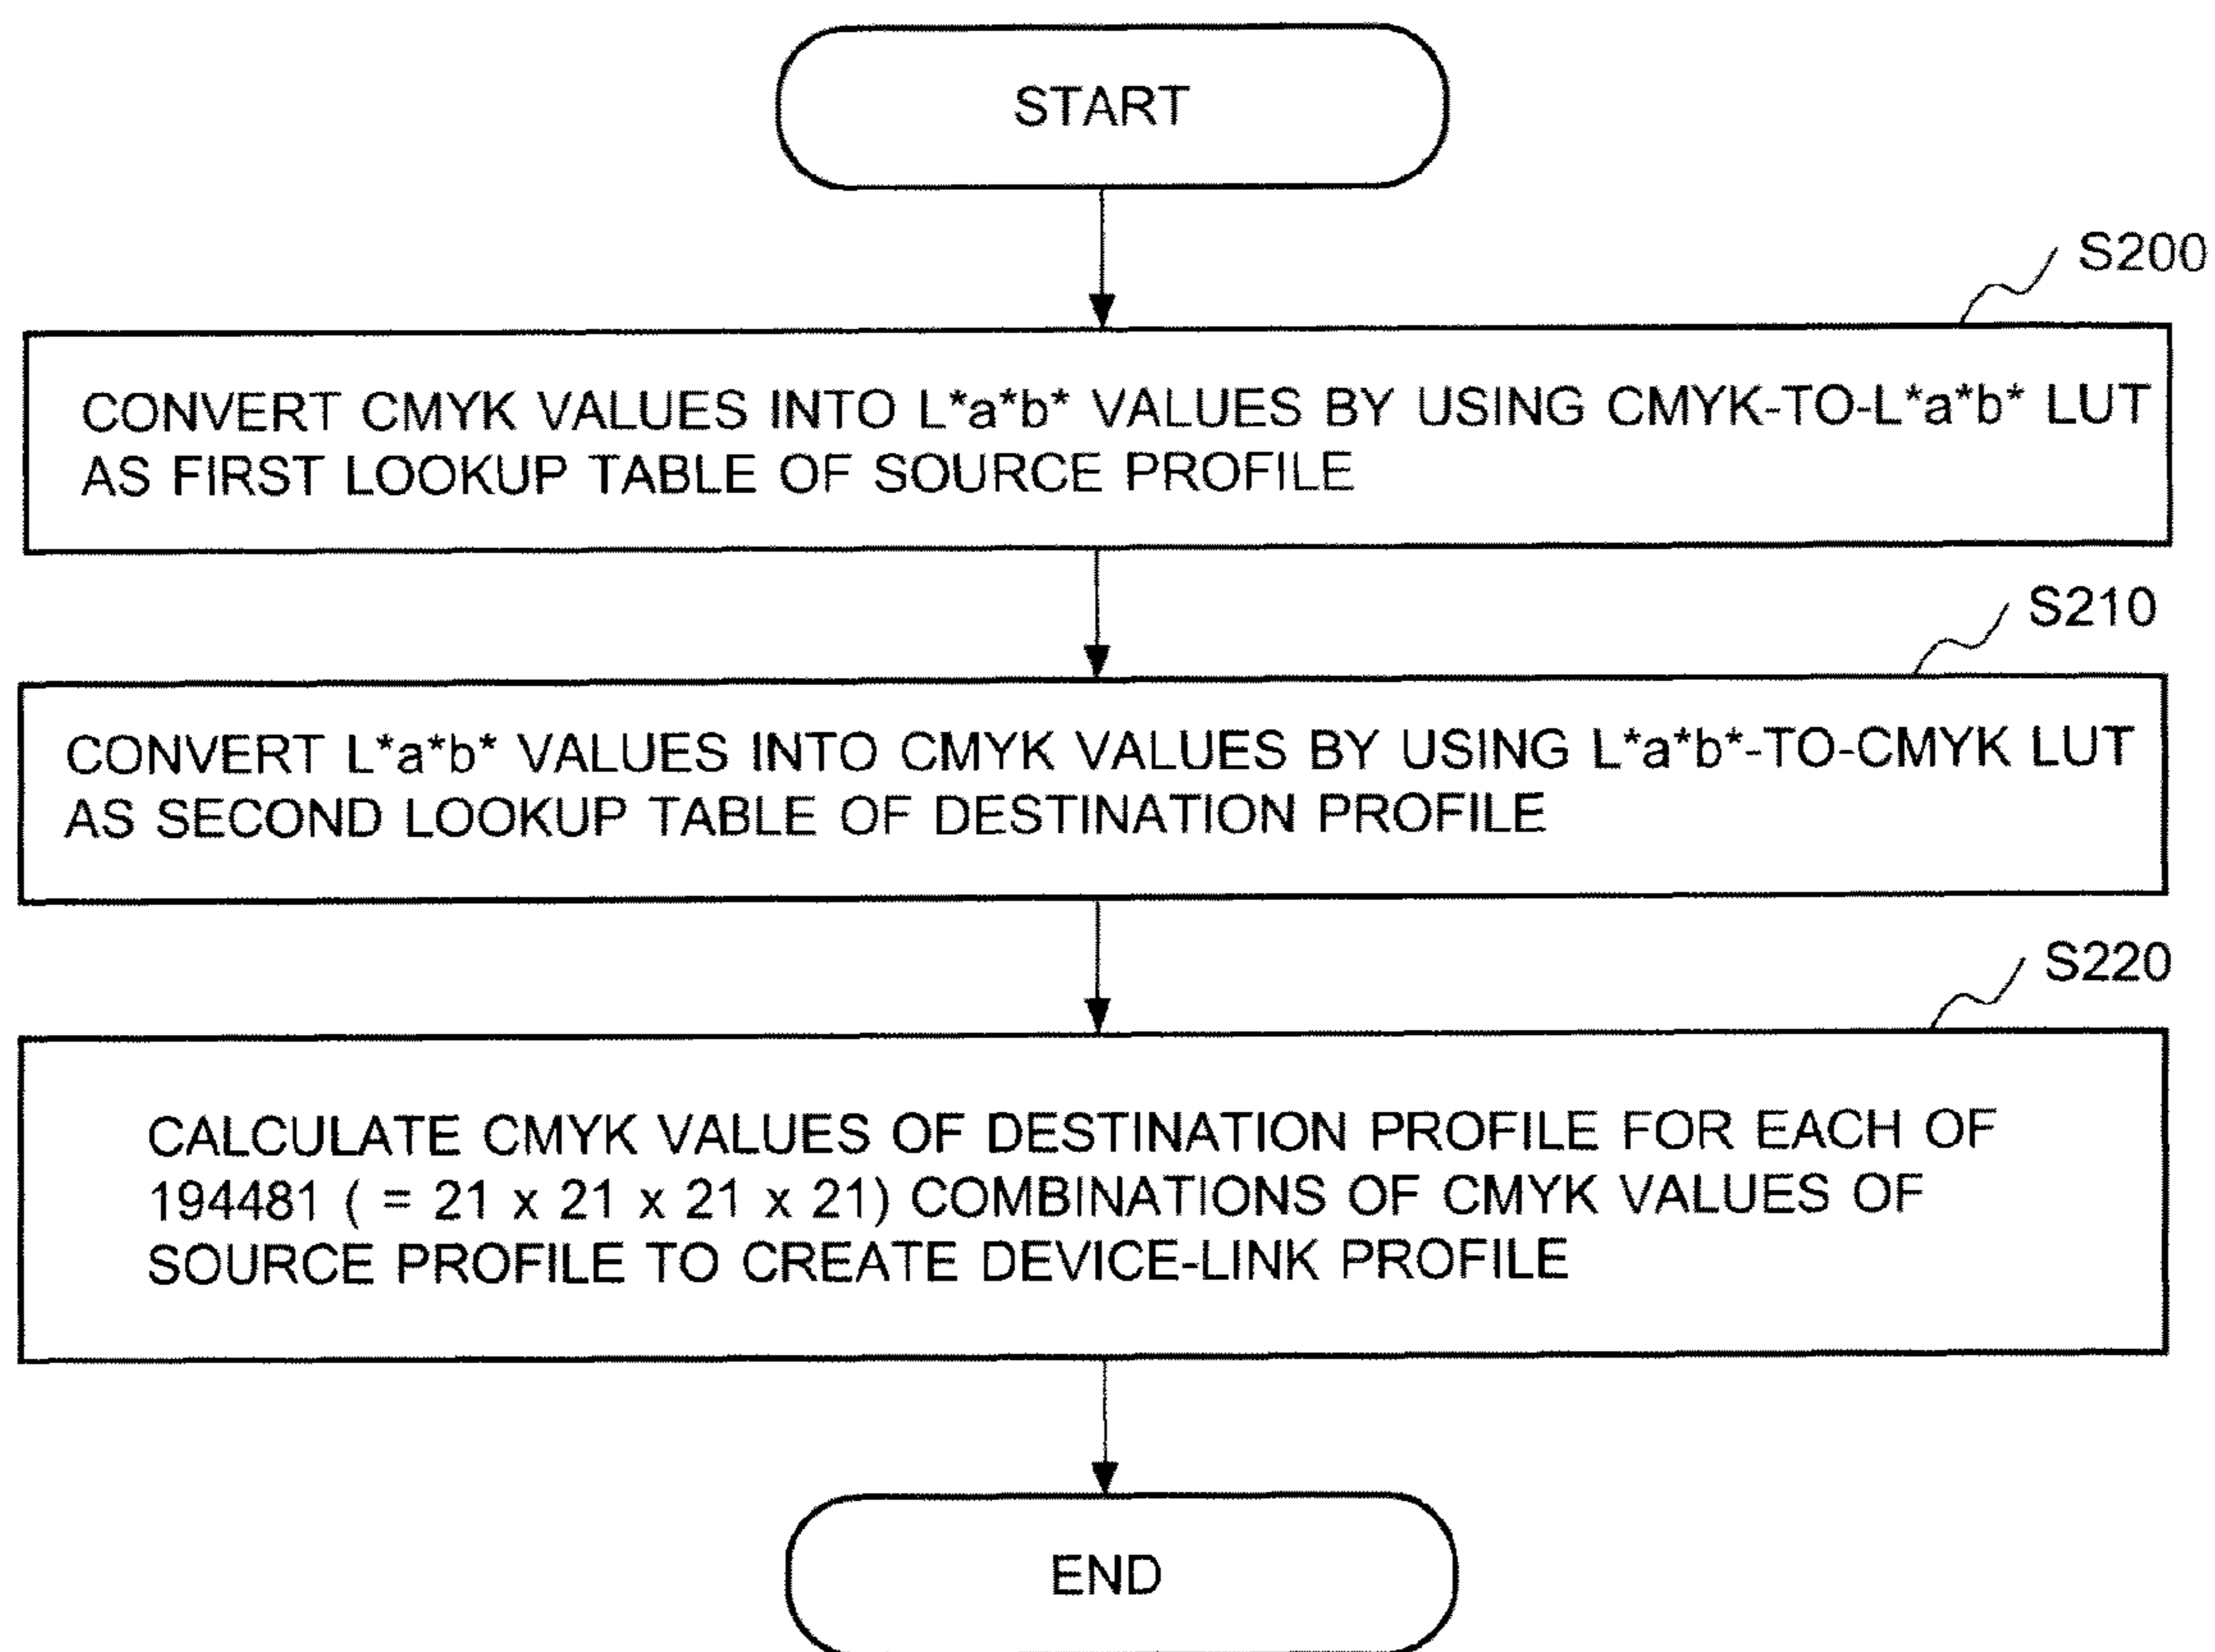 START
S200
CONVERT CMYK VALUES INTO L*a*b* VALUES BY USING CMYK-TO-L*a*b* LUT
AS FIRST LOOKUP TABLE OF SOURCE PROFILE
S210
CONVERT L*a*b* VALUES INTO CMYK VALUES BY USING L*a*b*-TO-CMYK LUT
AS SECOND LOOKUP TABLE OF DESTINATION PROFILE
S220
CALCULATE CMYK VALUES OF DESTINATION PROFILE FOR EACH OF
194481 ( = 21 x 21 x 21 x 21) COMBINATIONS OF CMYK VALUES OF
SOURCE PROFILE TO CREATE DEVICE-LINK PROFILE
END